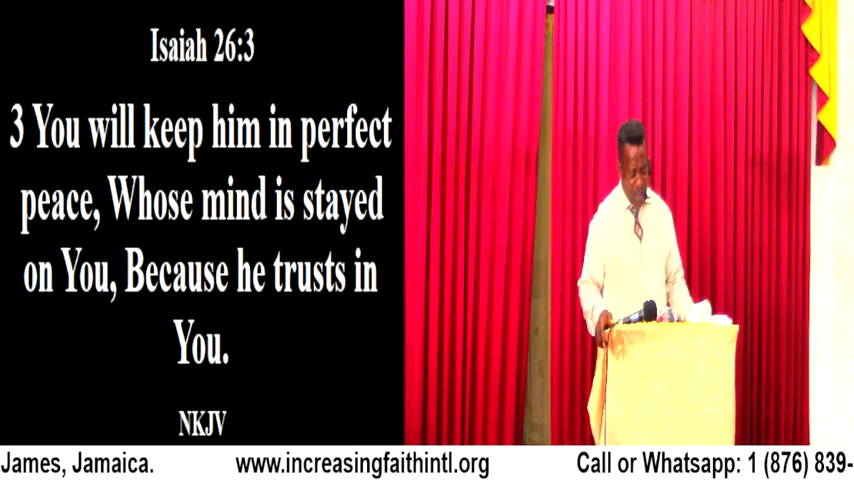 Isaiah 26:3
3 You will keep him in perfect
peace, Whose mind is stayed
on You, Because he trusts in
You.
NKJV
James, Jamaica. www.increasingfaithintl.org Call or Whatsapp: 1 (876) 839-